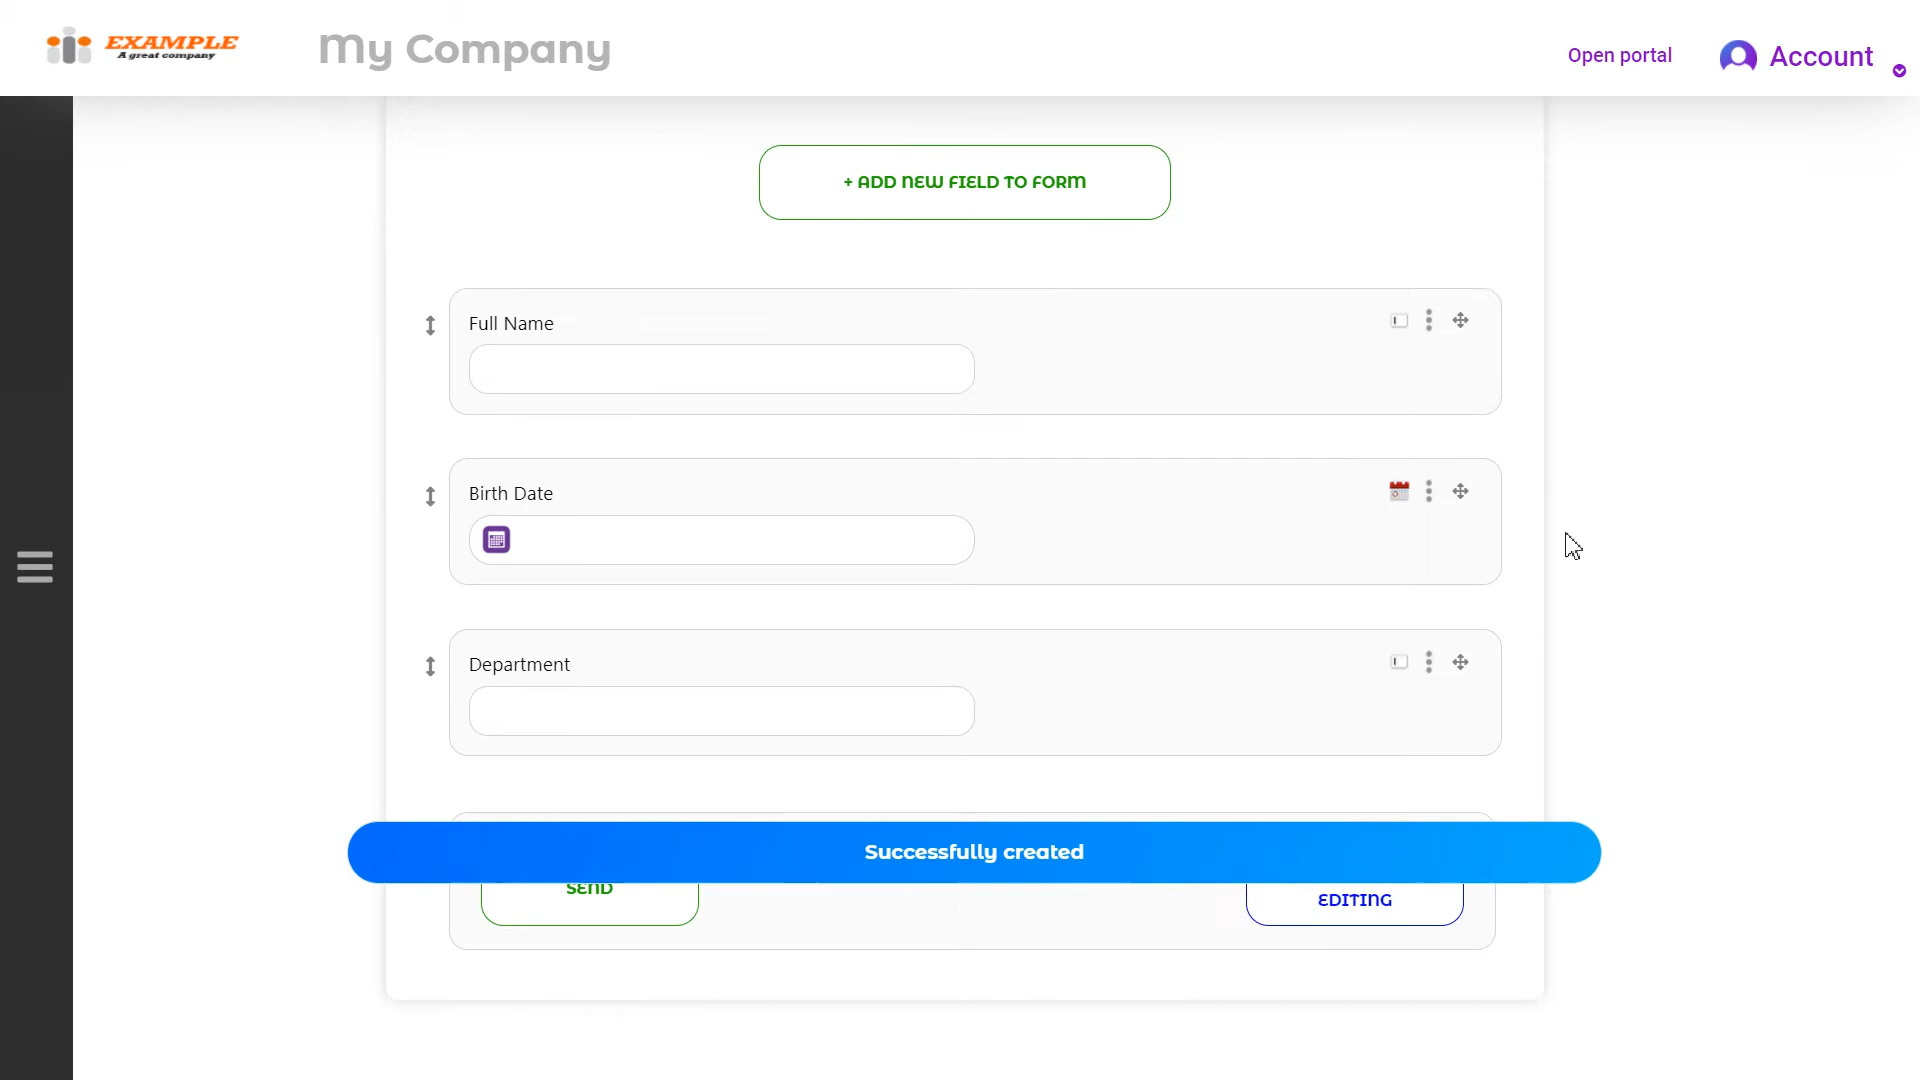 EXAMPLE
A great company
My Company
Open portal
Account
+ ADD NEW FIELD TO FORM
Full Name
Birth Date
Department
Successfully created
SEND
EDITING